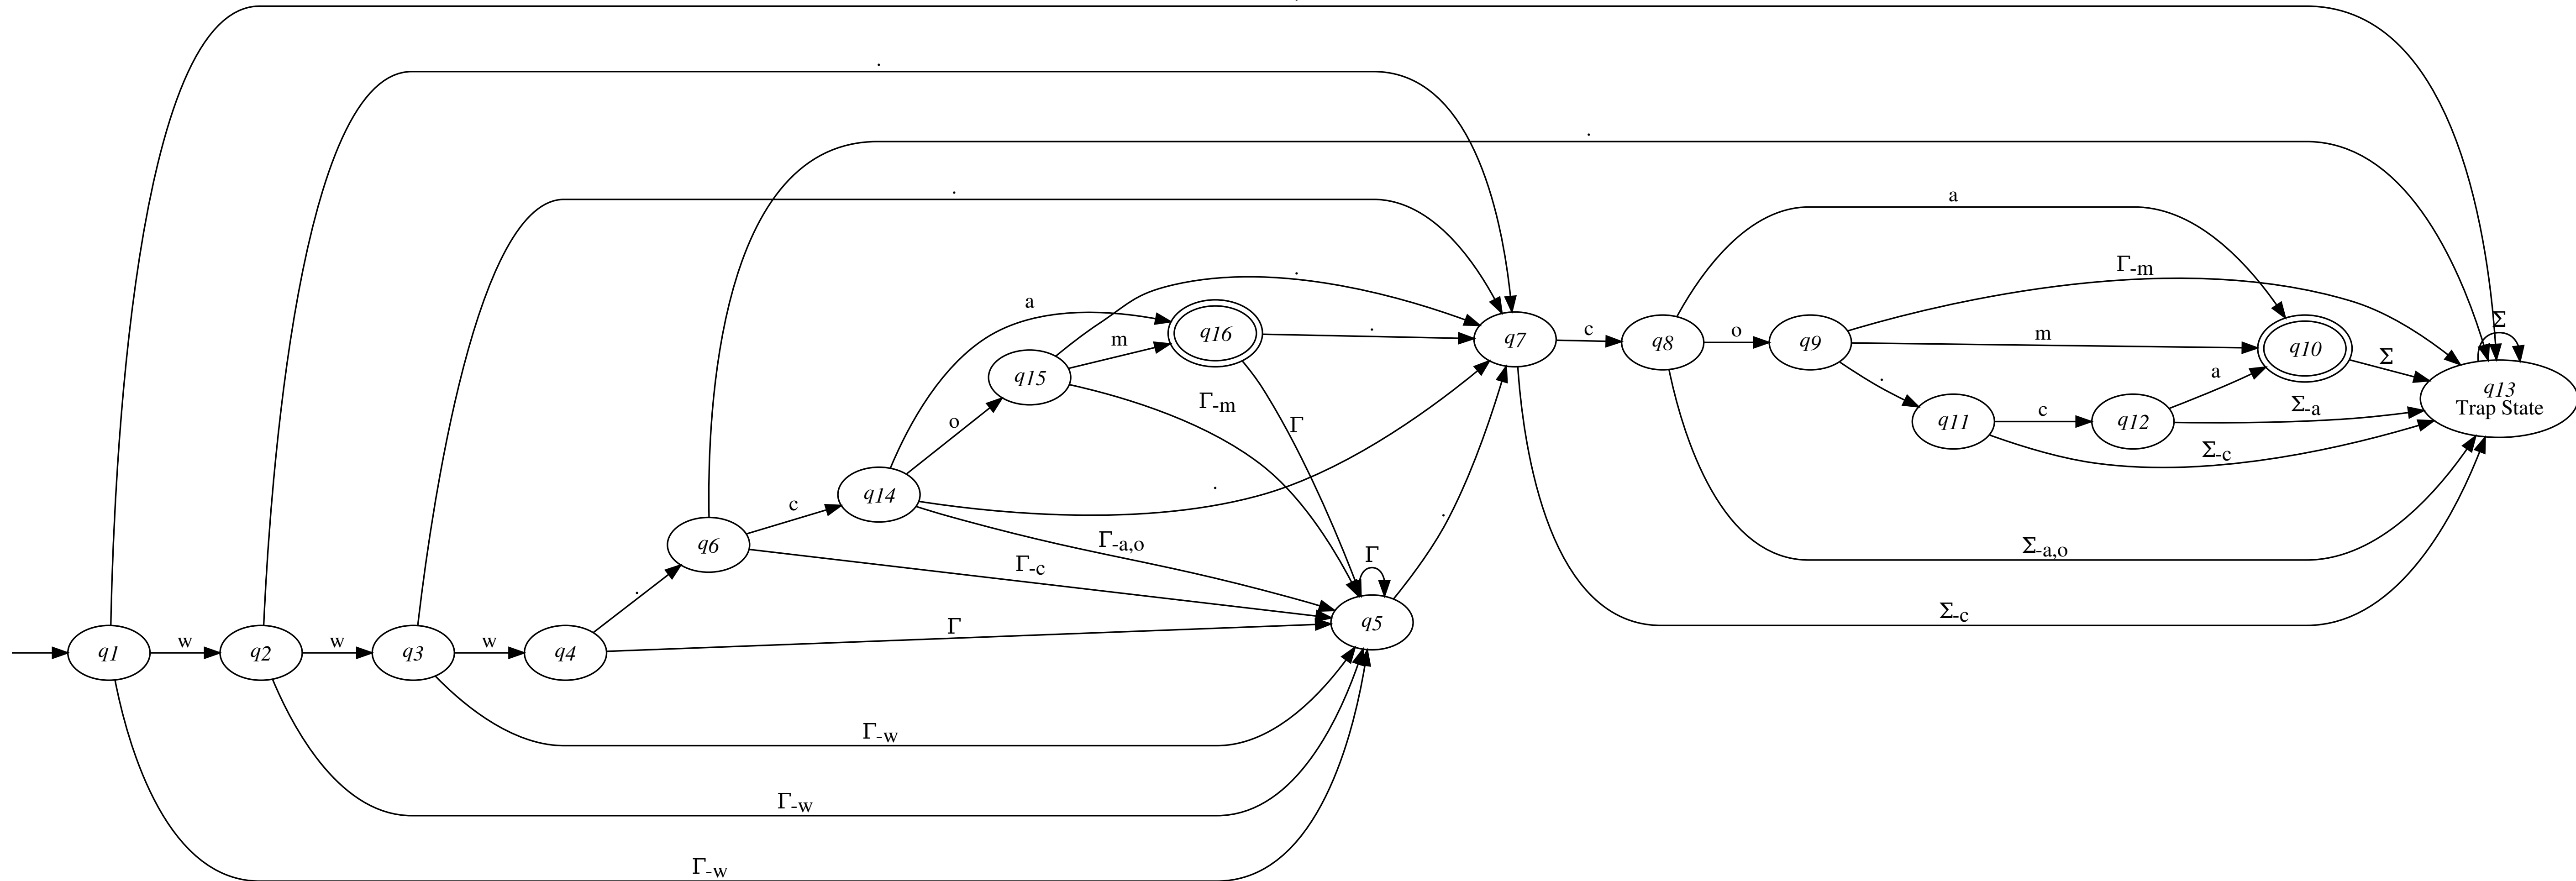 .
.
.
.
a
Γ-m
.
a
Σ
q16
.
m
q7
c
q8
o
q9
m
q10
Σ
q15
Γ-m
.
a
q13
Trap State
o
Γ
q11
c
q12
Σ-a
Σ-c
c
q14
.
.
q6
Γ-a,o
Γ-c
Γ
Σ-a,o
.
Σ-c
q1
w
q2
w
q3
w
q4
Γ
q5
Γ-w
Γ-w
Γ-w